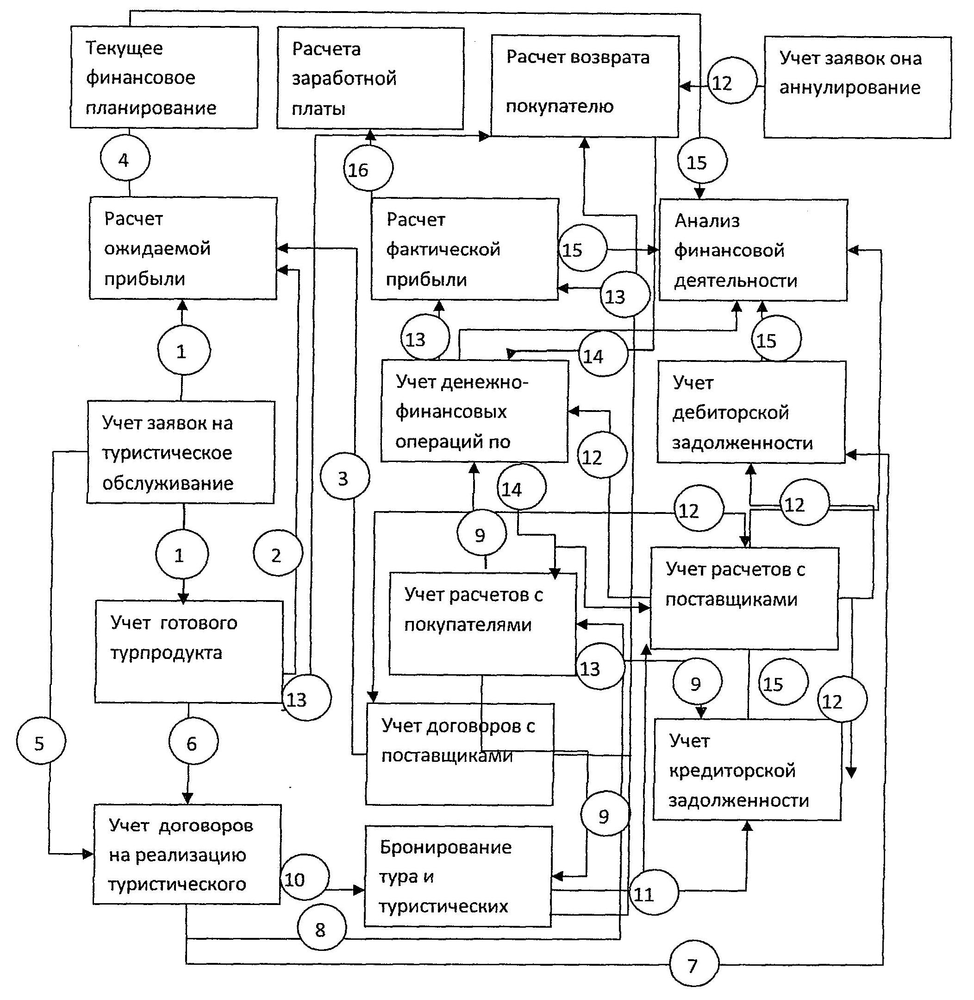 Текущее
финансовое
планирование
Расчета
заработной
платы
Расчет возврата
покупателю
12
Учет заявок она
аннулирование
4
16
15
Расчет
ожидаемой
прибыли
Расчет
фактической
прибыли
15
13
Анализ
финансовой
деятельности
1
13
14
15
Учет заявок на
туристическое
обслуживание
Учет денежно-
финансовых
операций по
12
Учет
дебиторской
задолженности
3
14
12
12
1
2
9
Учет готового
турпродукта
13
Учет расчетов с
покупателями
13
Учет расчетов с
поставщиками
9
15
12
5
6
Учет договоров с
поставщиками
Учет
кредиторской
задолженности
9
Учет договоров
на реализацию
туристического
10
Бронирование
тура и
туристических
11
8
7